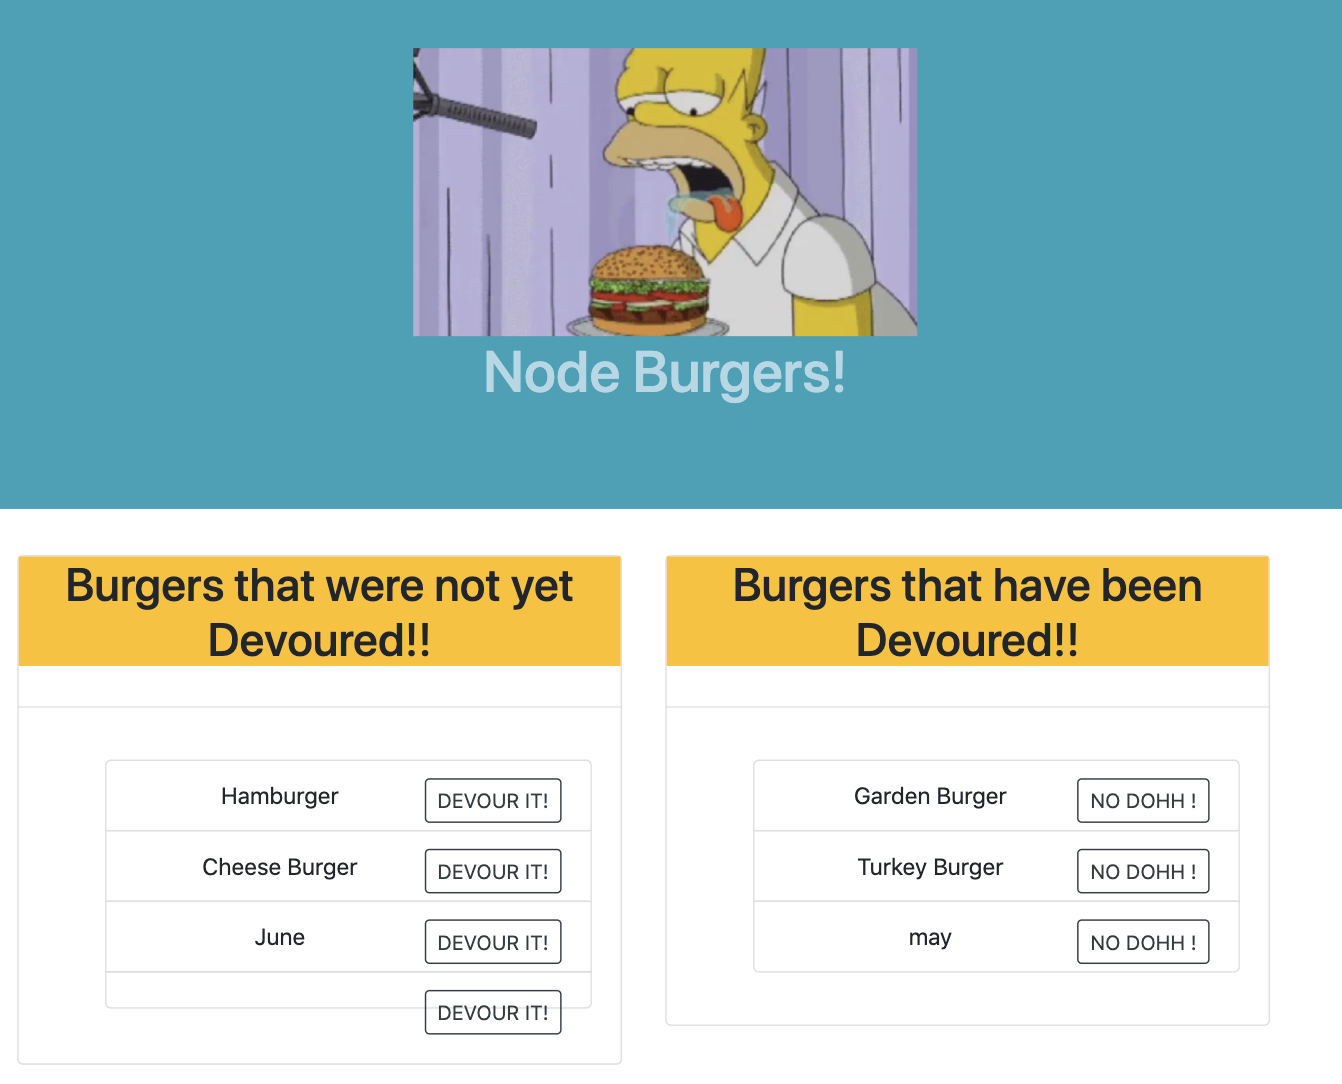 Node Burgers!
Burgers that were not yet
Devoured!!
Hamburger DEVOUR IT!
Cheese Burger DEVOUR IT!
June DEVOUR IT!
DEVOUR IT!
Burgers that have been
Devoured!!
Garden Burger NO DOHH !
Turkey Burger NO DOHH !
may NO DOHH !